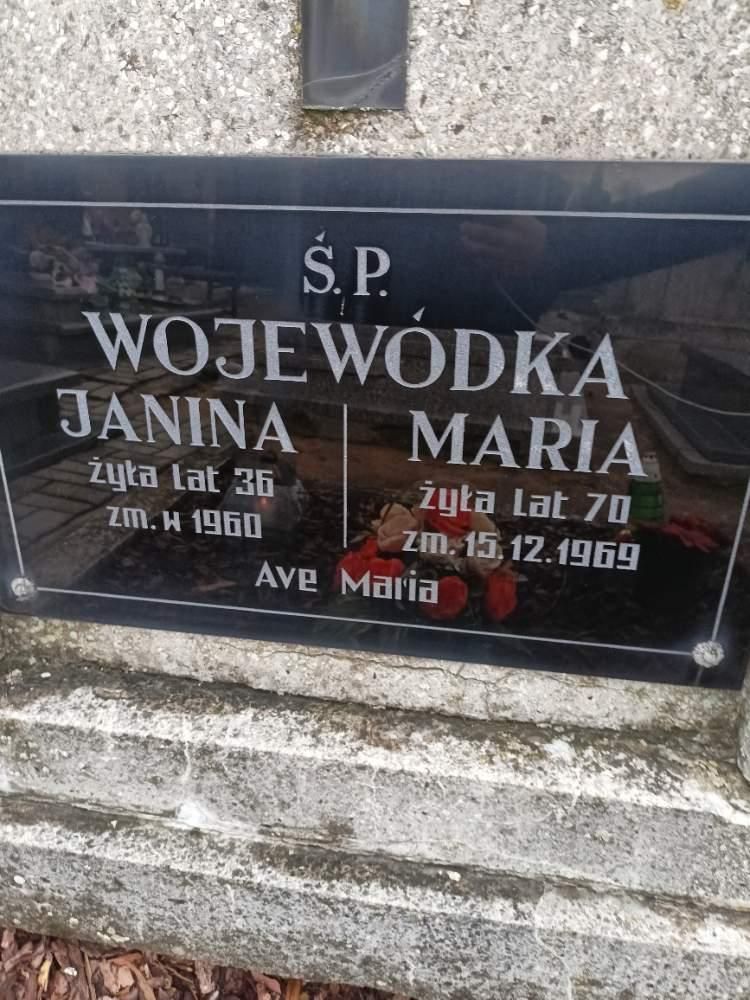 Ś.P.
WOJEWÓDKA
JANINA
żyła lat 36
zm. w 1960
MARIA
żyła lat 70
zm. 15.12.1969
Ave Maria